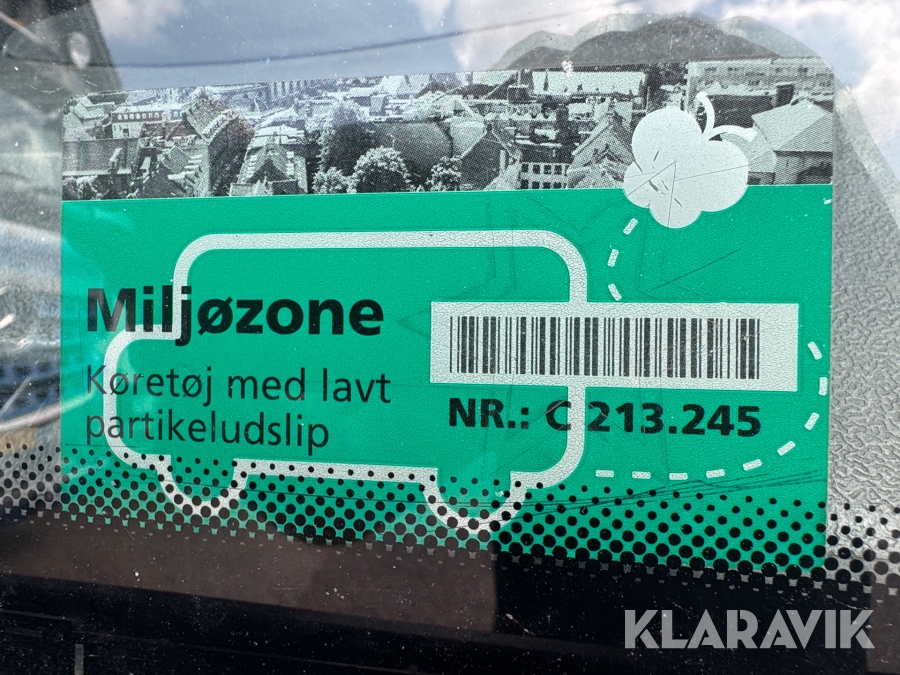 Miljøzone
Køretøj med lavt
partikeludslip
NR.: C 213.245
KLARAVIK